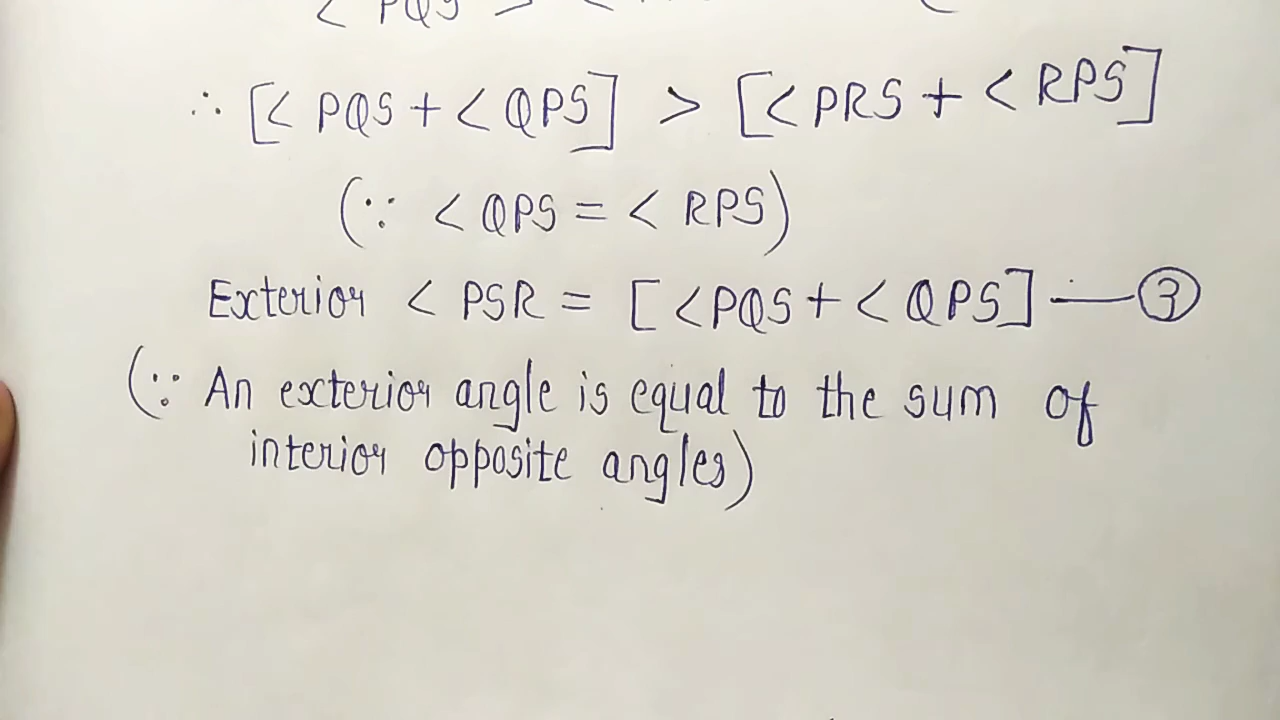 < PQS > <
∴ [< PQS + < QPS] > [< PRS + < RPS]
(∵ < QPS = < RPS)
Exterior < PSR = [<PQS + < QPS] — ③
(∵ An exterior angle is equal to the sum of
interior opposite angles)